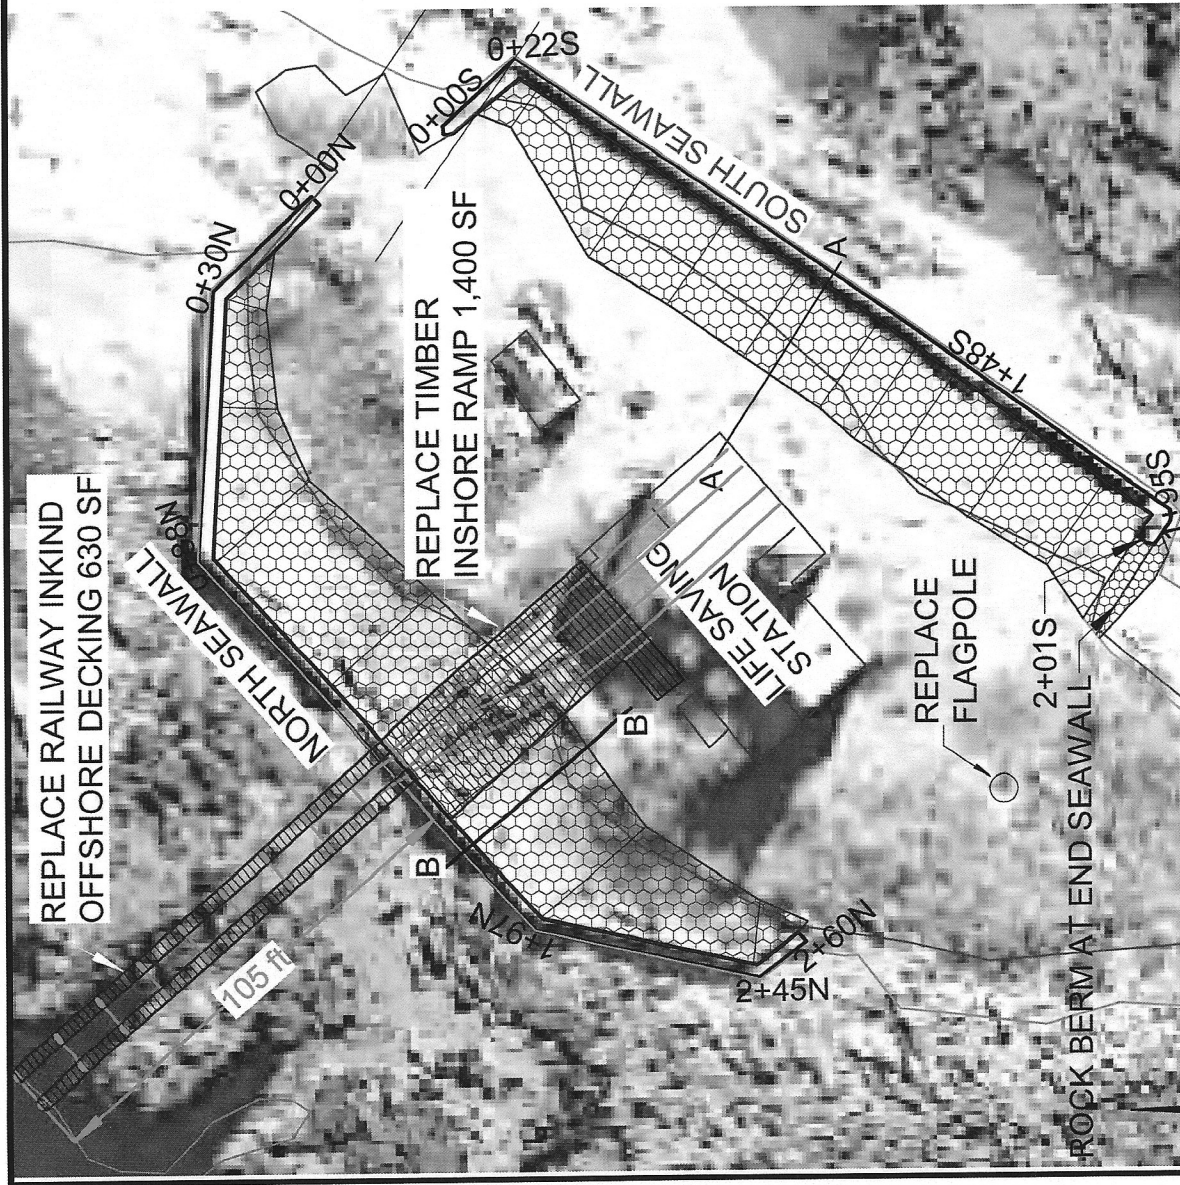 REPLACE RAILWAY INKIND
OFFSHORE DECKING 630 SF
105 ft
NORTH SEAWALL
0+30N
0+00N
1+97N
2+45N
2+60N
REPLACE TIMBER
INSHORE RAMP 1,400 SF
0+00S
0+22S
SOUTH SEAWALL
A
A
1+48S
B
B
LIFE SAVING
STATION
REPLACE
FLAGPOLE
2+01S
ROCK BERM AT END SEAWALL